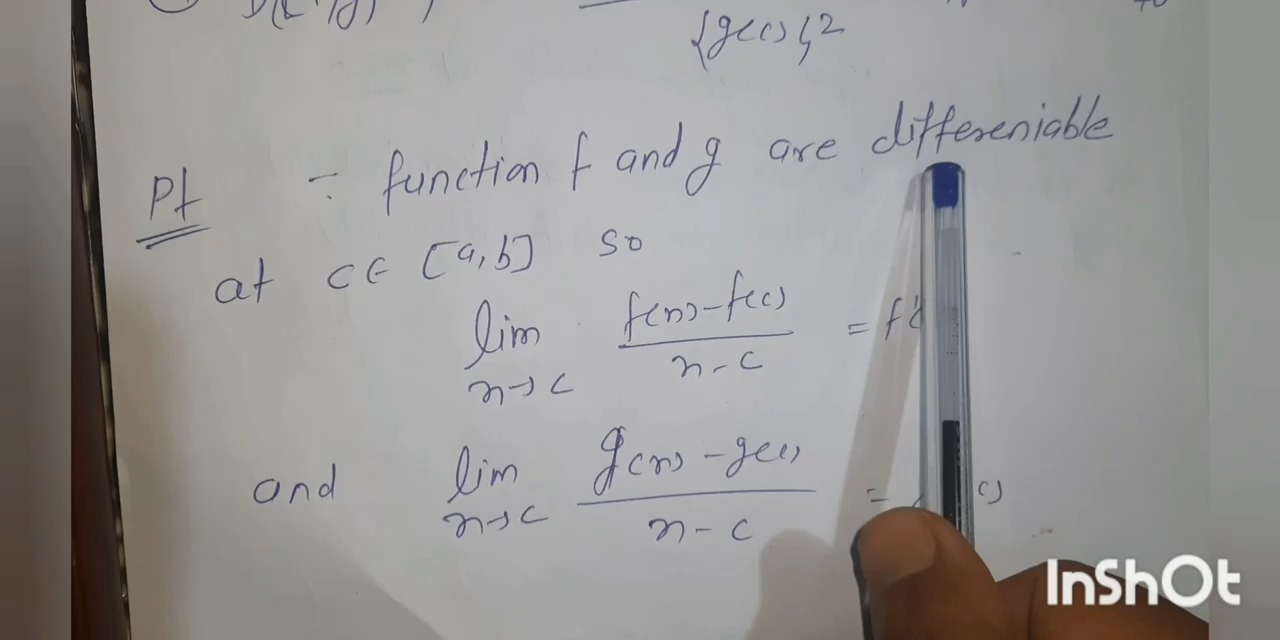 {g(c)}2
Pf :- function f and g are differeniable
at c ∈ [a,b] so
lim f(x)-f(c) = f'
x→c x-c
and lim g(x)-g(c) = c)
x→c x-c
InShOt